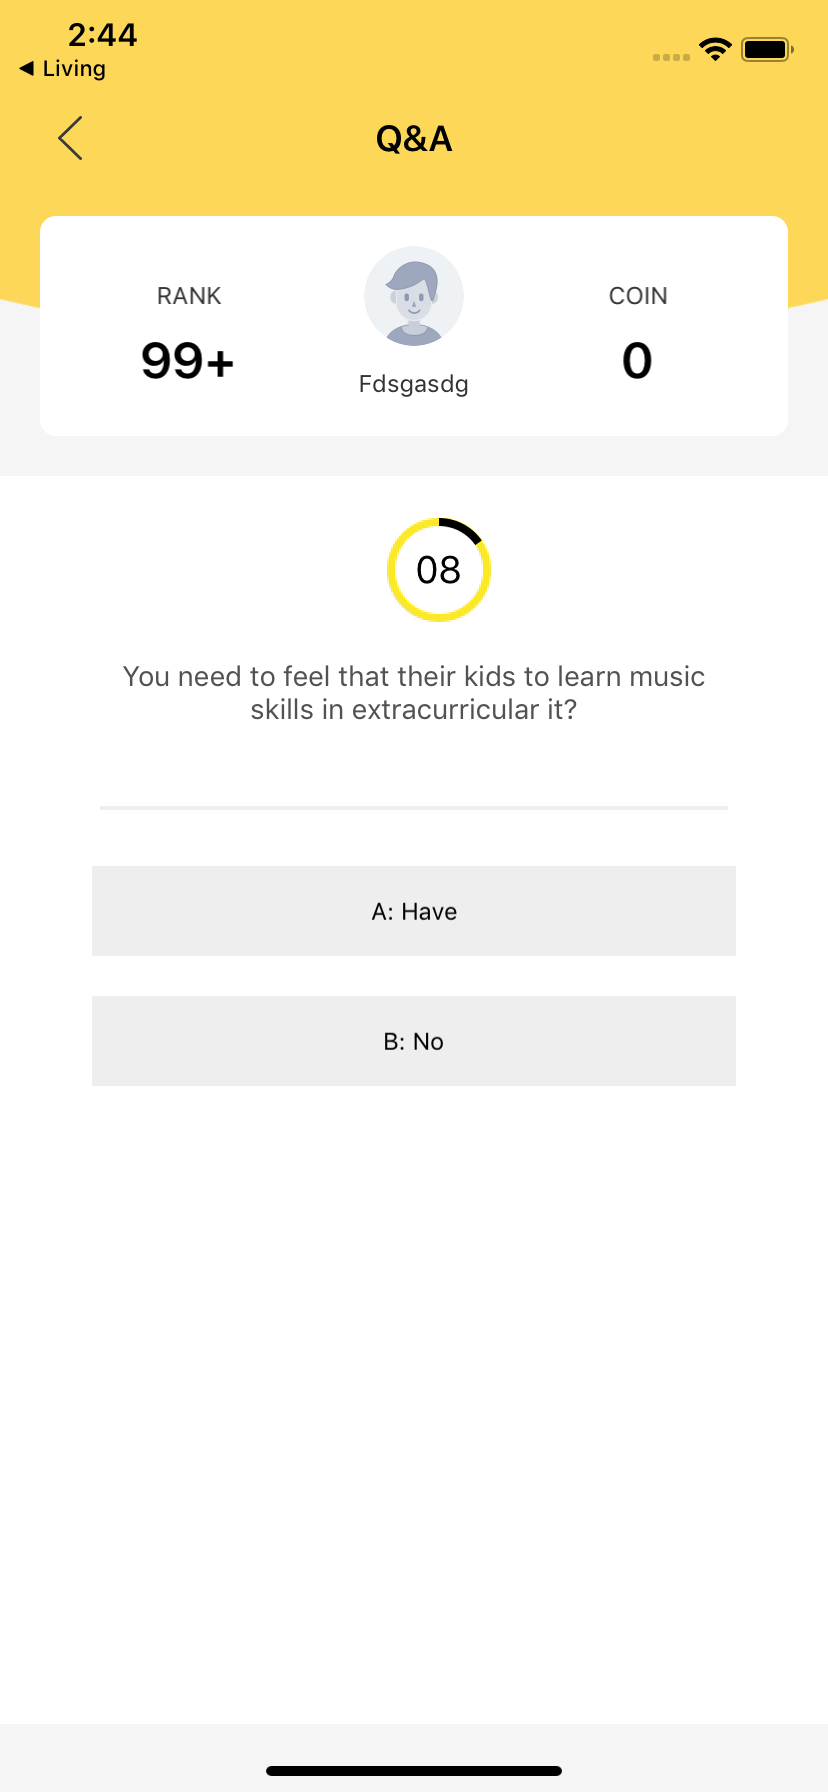 2:44
◀ Living
Q&A
RANK
99+
Fdsgasdg
COIN
0
08
You need to feel that their kids to learn music
skills in extracurricular it?
A: Have
B: No